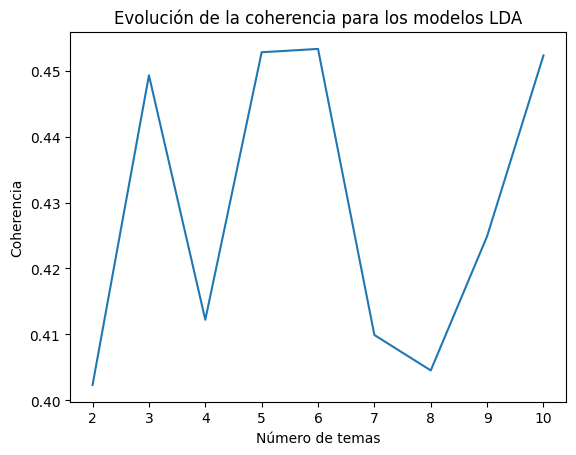 Evolución de la coherencia para los modelos LDA
Coherencia
0.45
0.44
0.43
0.42
0.41
0.40
2 3 4 5 6 7 8 9 10
Número de temas